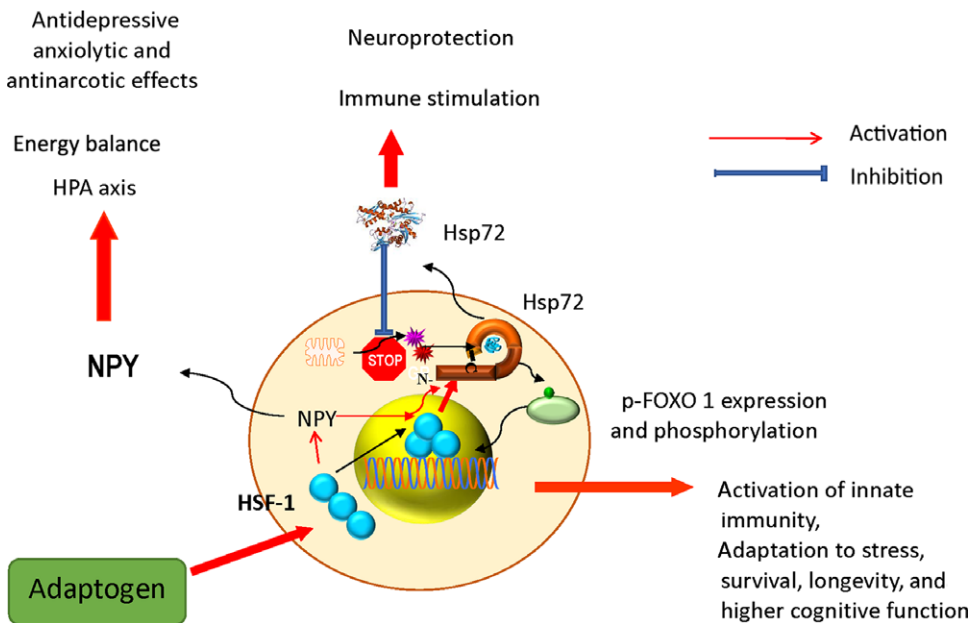 Antidepressive
anxiolytic and
antinarcotic effects
Energy balance
HPA axis
NPY
Neuroprotection
Immune stimulation
Hsp72
Activation
Inhibition
Hsp72
STOP
C
N-
NPY
HSF-1
Adaptogen
p-FOXO 1 expression
and phosphorylation
Activation of innate
immunity,
Adaptation to stress,
survival, longevity, and
higher cognitive function